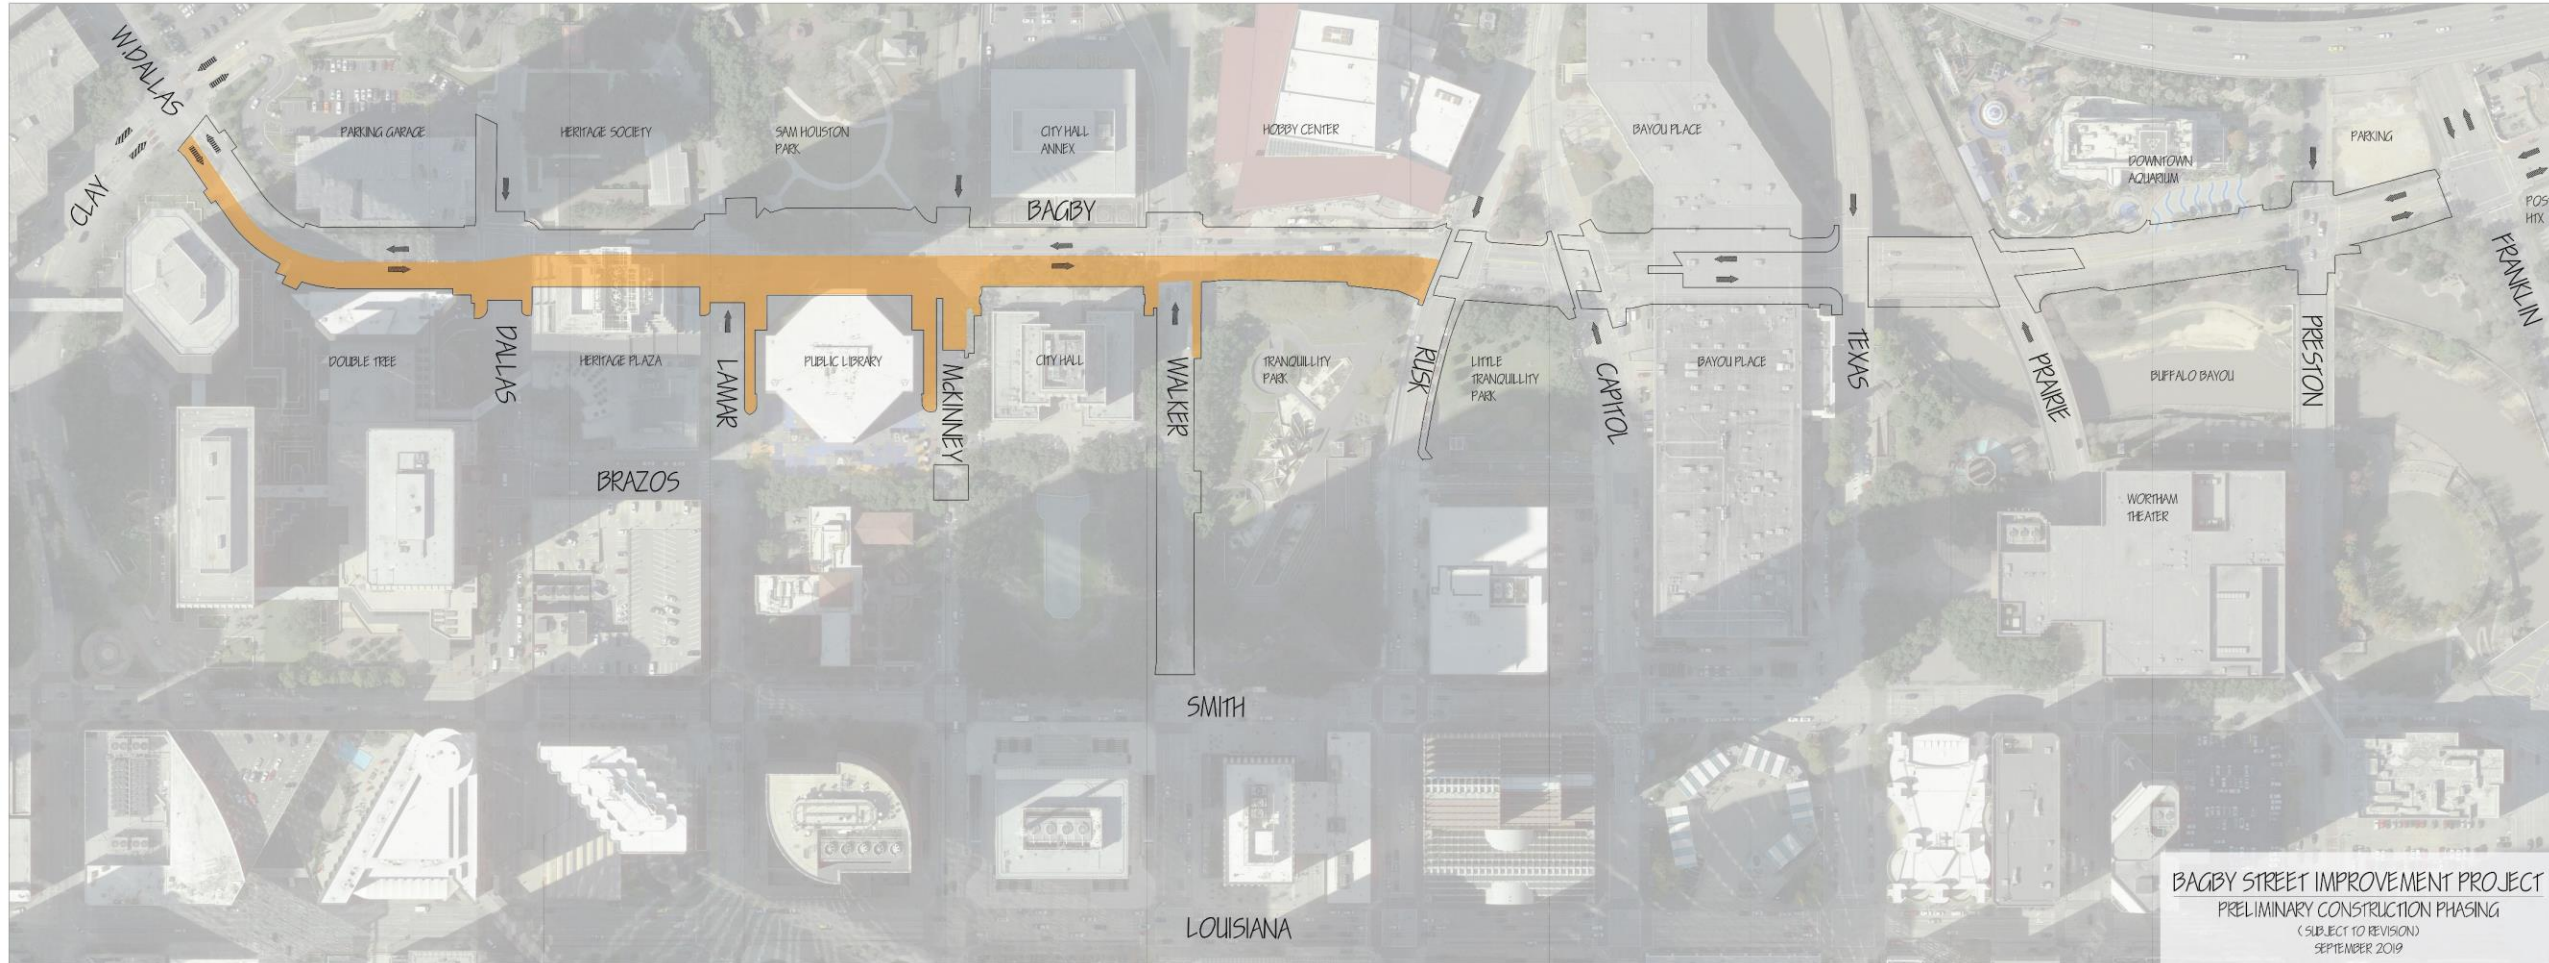 W.DALLAS
CLAY
PARKING GARAGE
HERITAGE SOCIETY
SAM HOUSTON
PARK
CITY HALL
ANNEX
HOBBY CENTER
BAYOU PLACE
DOWNTOWN
AQUARIUM
PARKING
POS
HTX
FRANKLIN
BAGBY
DOUBLE TREE
DALLAS
HERITAGE PLAZA
LAMAR
PUBLIC LIBRARY
McKINNEY
CITY HALL
WALKER
TRANQUILLITY
PARK
RUSK
LITTLE
TRANQUILLITY
PARK
CAPITOL
BAYOU PLACE
TEXAS
PRAIRIE
BUFFALO BAYOU
PRESTON
BRAZOS
WORTHAM
THEATER
SMITH
LOUISIANA
BAGBY STREET IMPROVEMENT PROJECT
PRELIMINARY CONSTRUCTION PHASING
( SUBJECT TO REVISION)
SEPTEMBER 2019